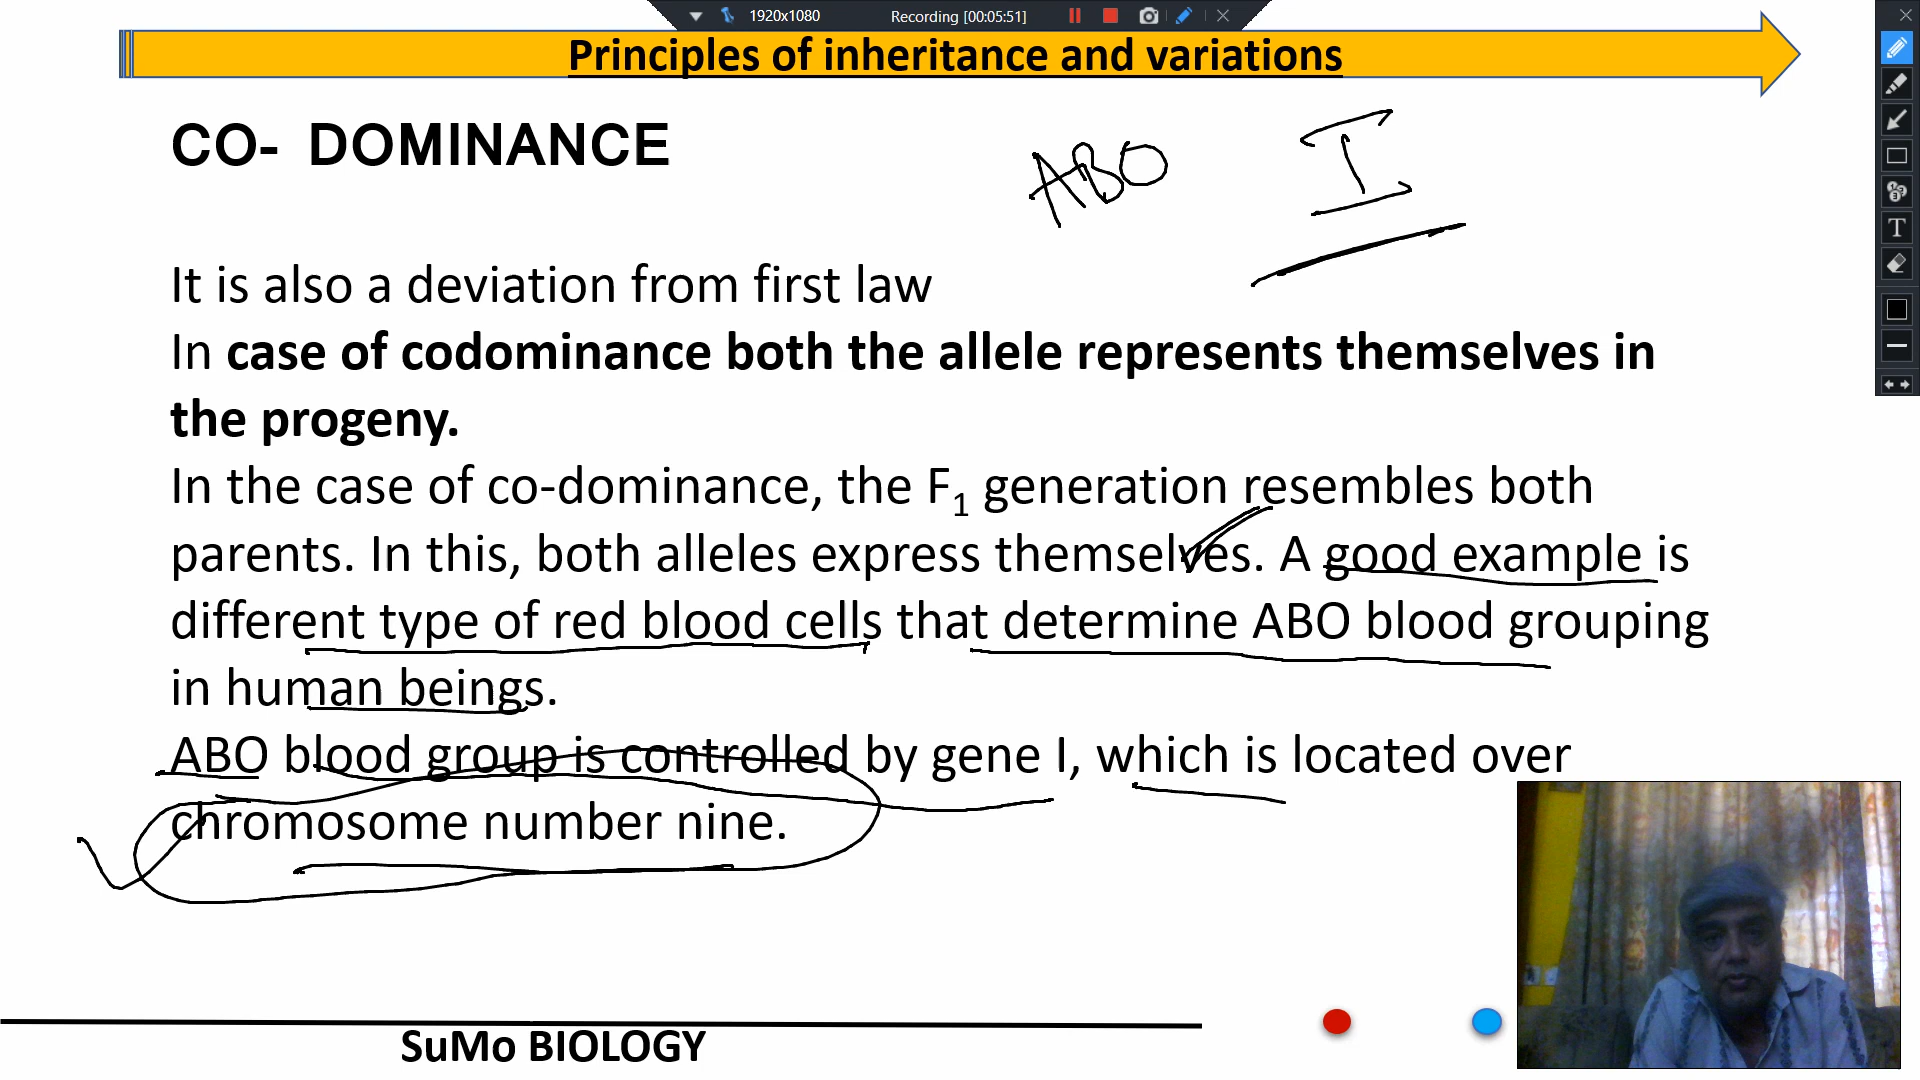 1920x1080 Recording [00:05:51]
Principles of inheritance and variations
CO- DOMINANCE
ABO I
It is also a deviation from first law
In case of codominance both the allele represents themselves in
the progeny.
In the case of co-dominance, the F₁ generation resembles both
parents. In this, both alleles express themselves. A good example is
different type of red blood cells that determine ABO blood grouping
in human beings.
ABO blood group is controlled by gene I, which is located over
chromosome number nine.
SuMo BIOLOGY